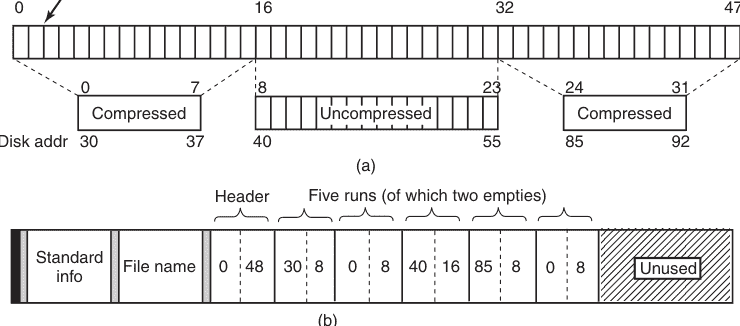 0 16 32 47
0 7 8 23 24 31
Compressed Uncompressed Compressed
Disk addr 30 37 40 55 85 92
(a)
Header Five runs (of which two empties)
Standard info File name 0 48 30 8 0 8 40 16 85 8 0 8 Unused
(b)